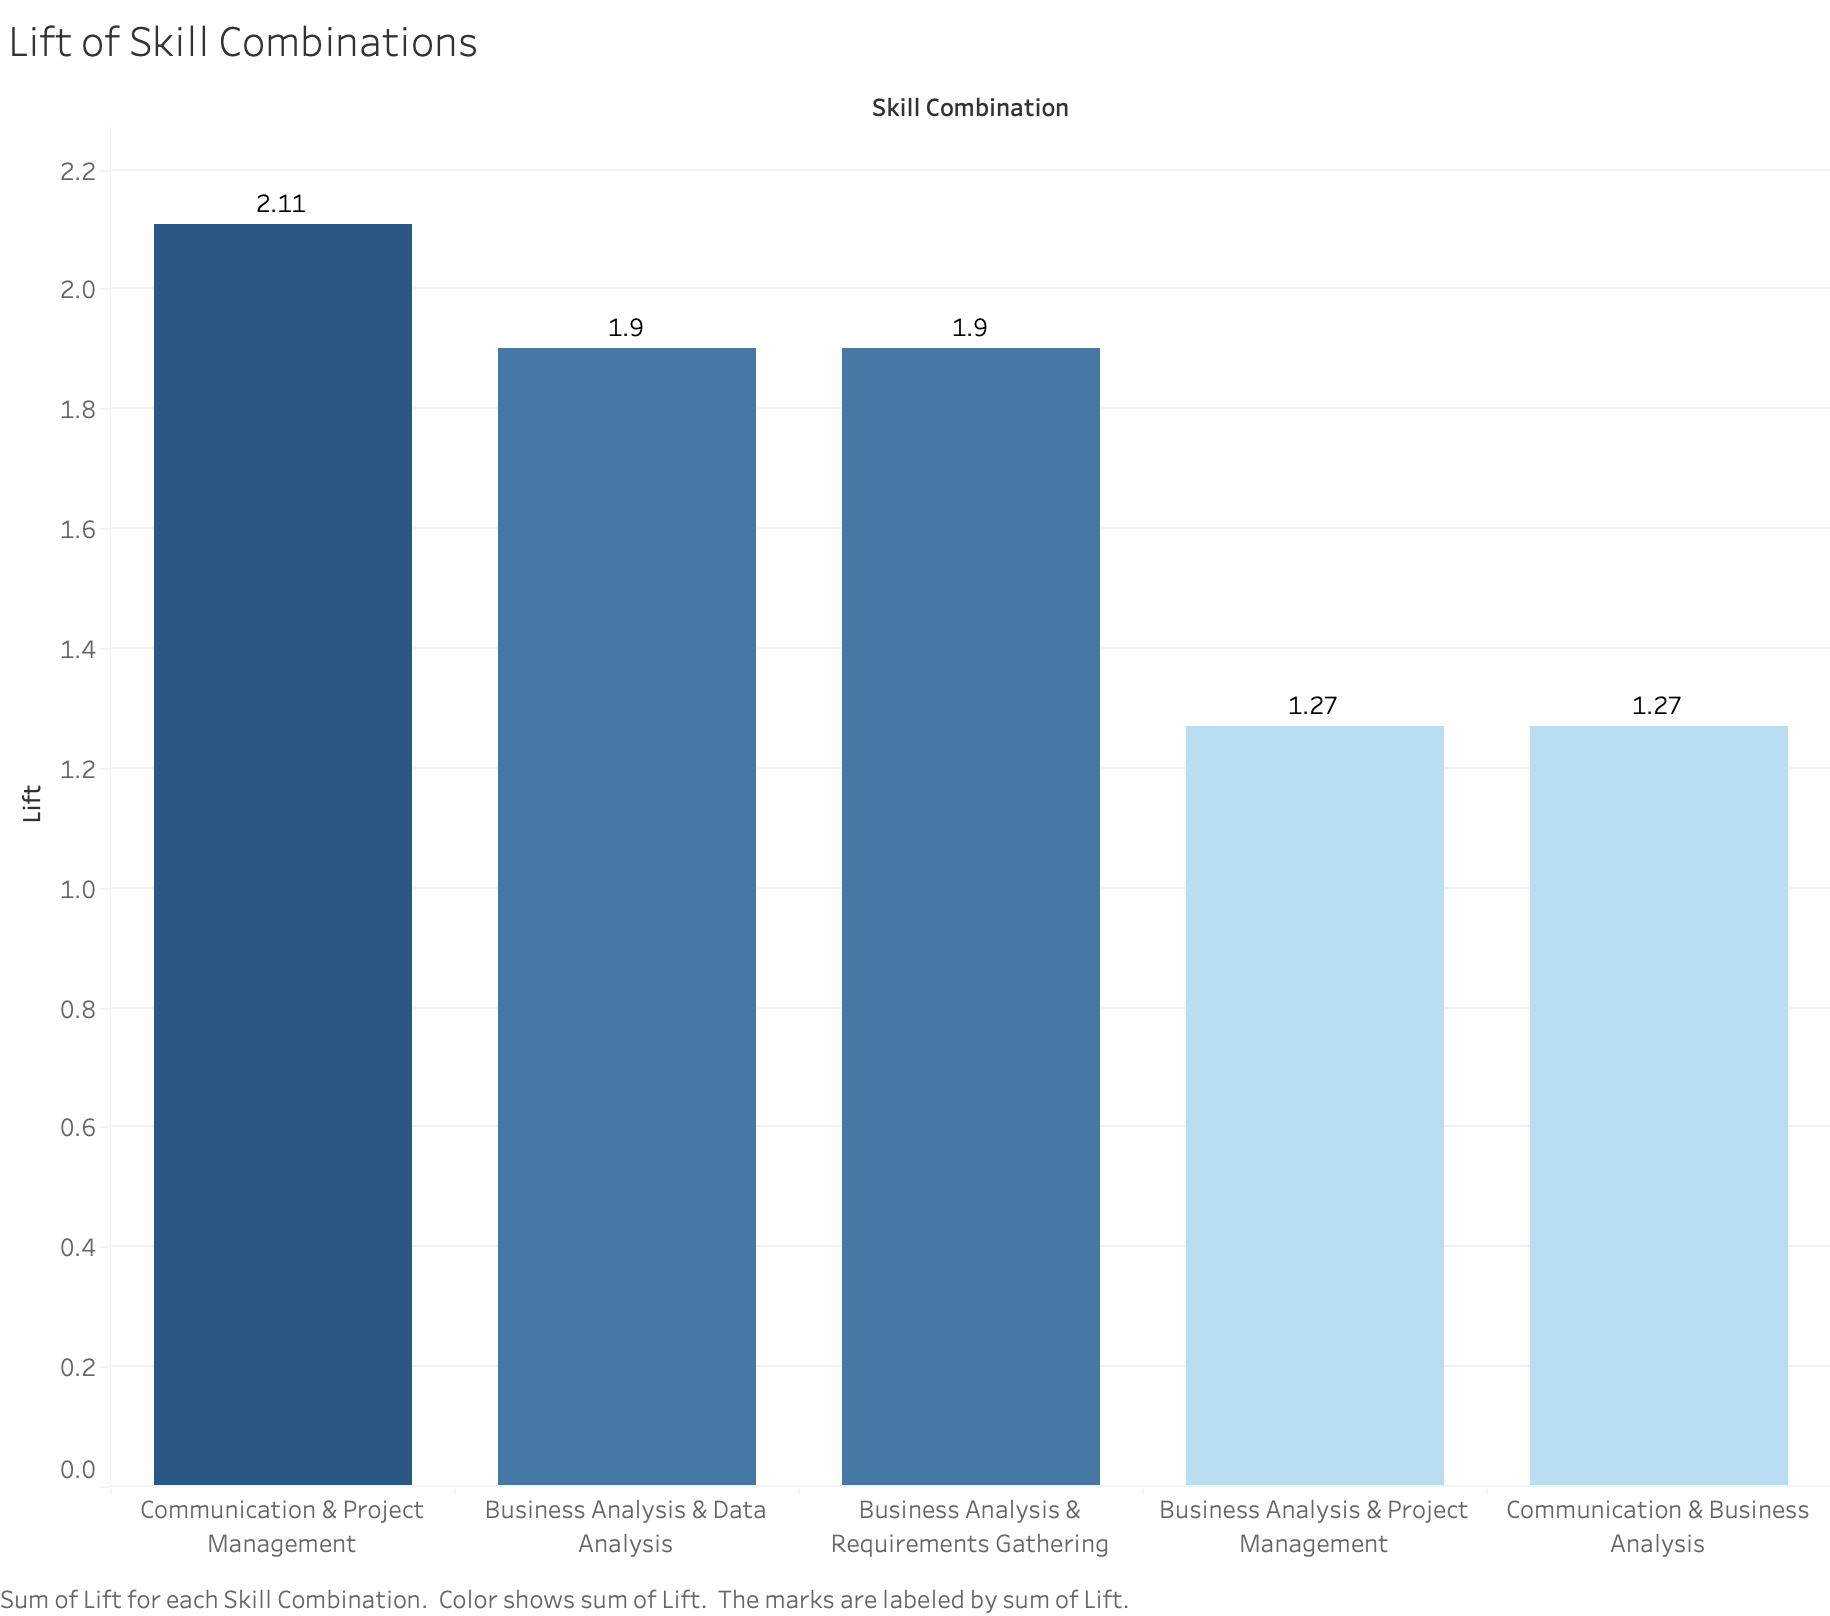 Lift of Skill Combinations
Skill Combination
2.2
2.0
1.8
1.6
1.4
1.2
1.0
0.8
0.6
0.4
0.2
0.0
Lift
2.11
1.9
1.9
1.27
1.27
Communication & Project
Management
Business Analysis & Data
Analysis
Business Analysis &
Requirements Gathering
Business Analysis & Project
Management
Communication & Business
Analysis
Sum of Lift for each Skill Combination.  Color shows sum of Lift.  The marks are labeled by sum of Lift.